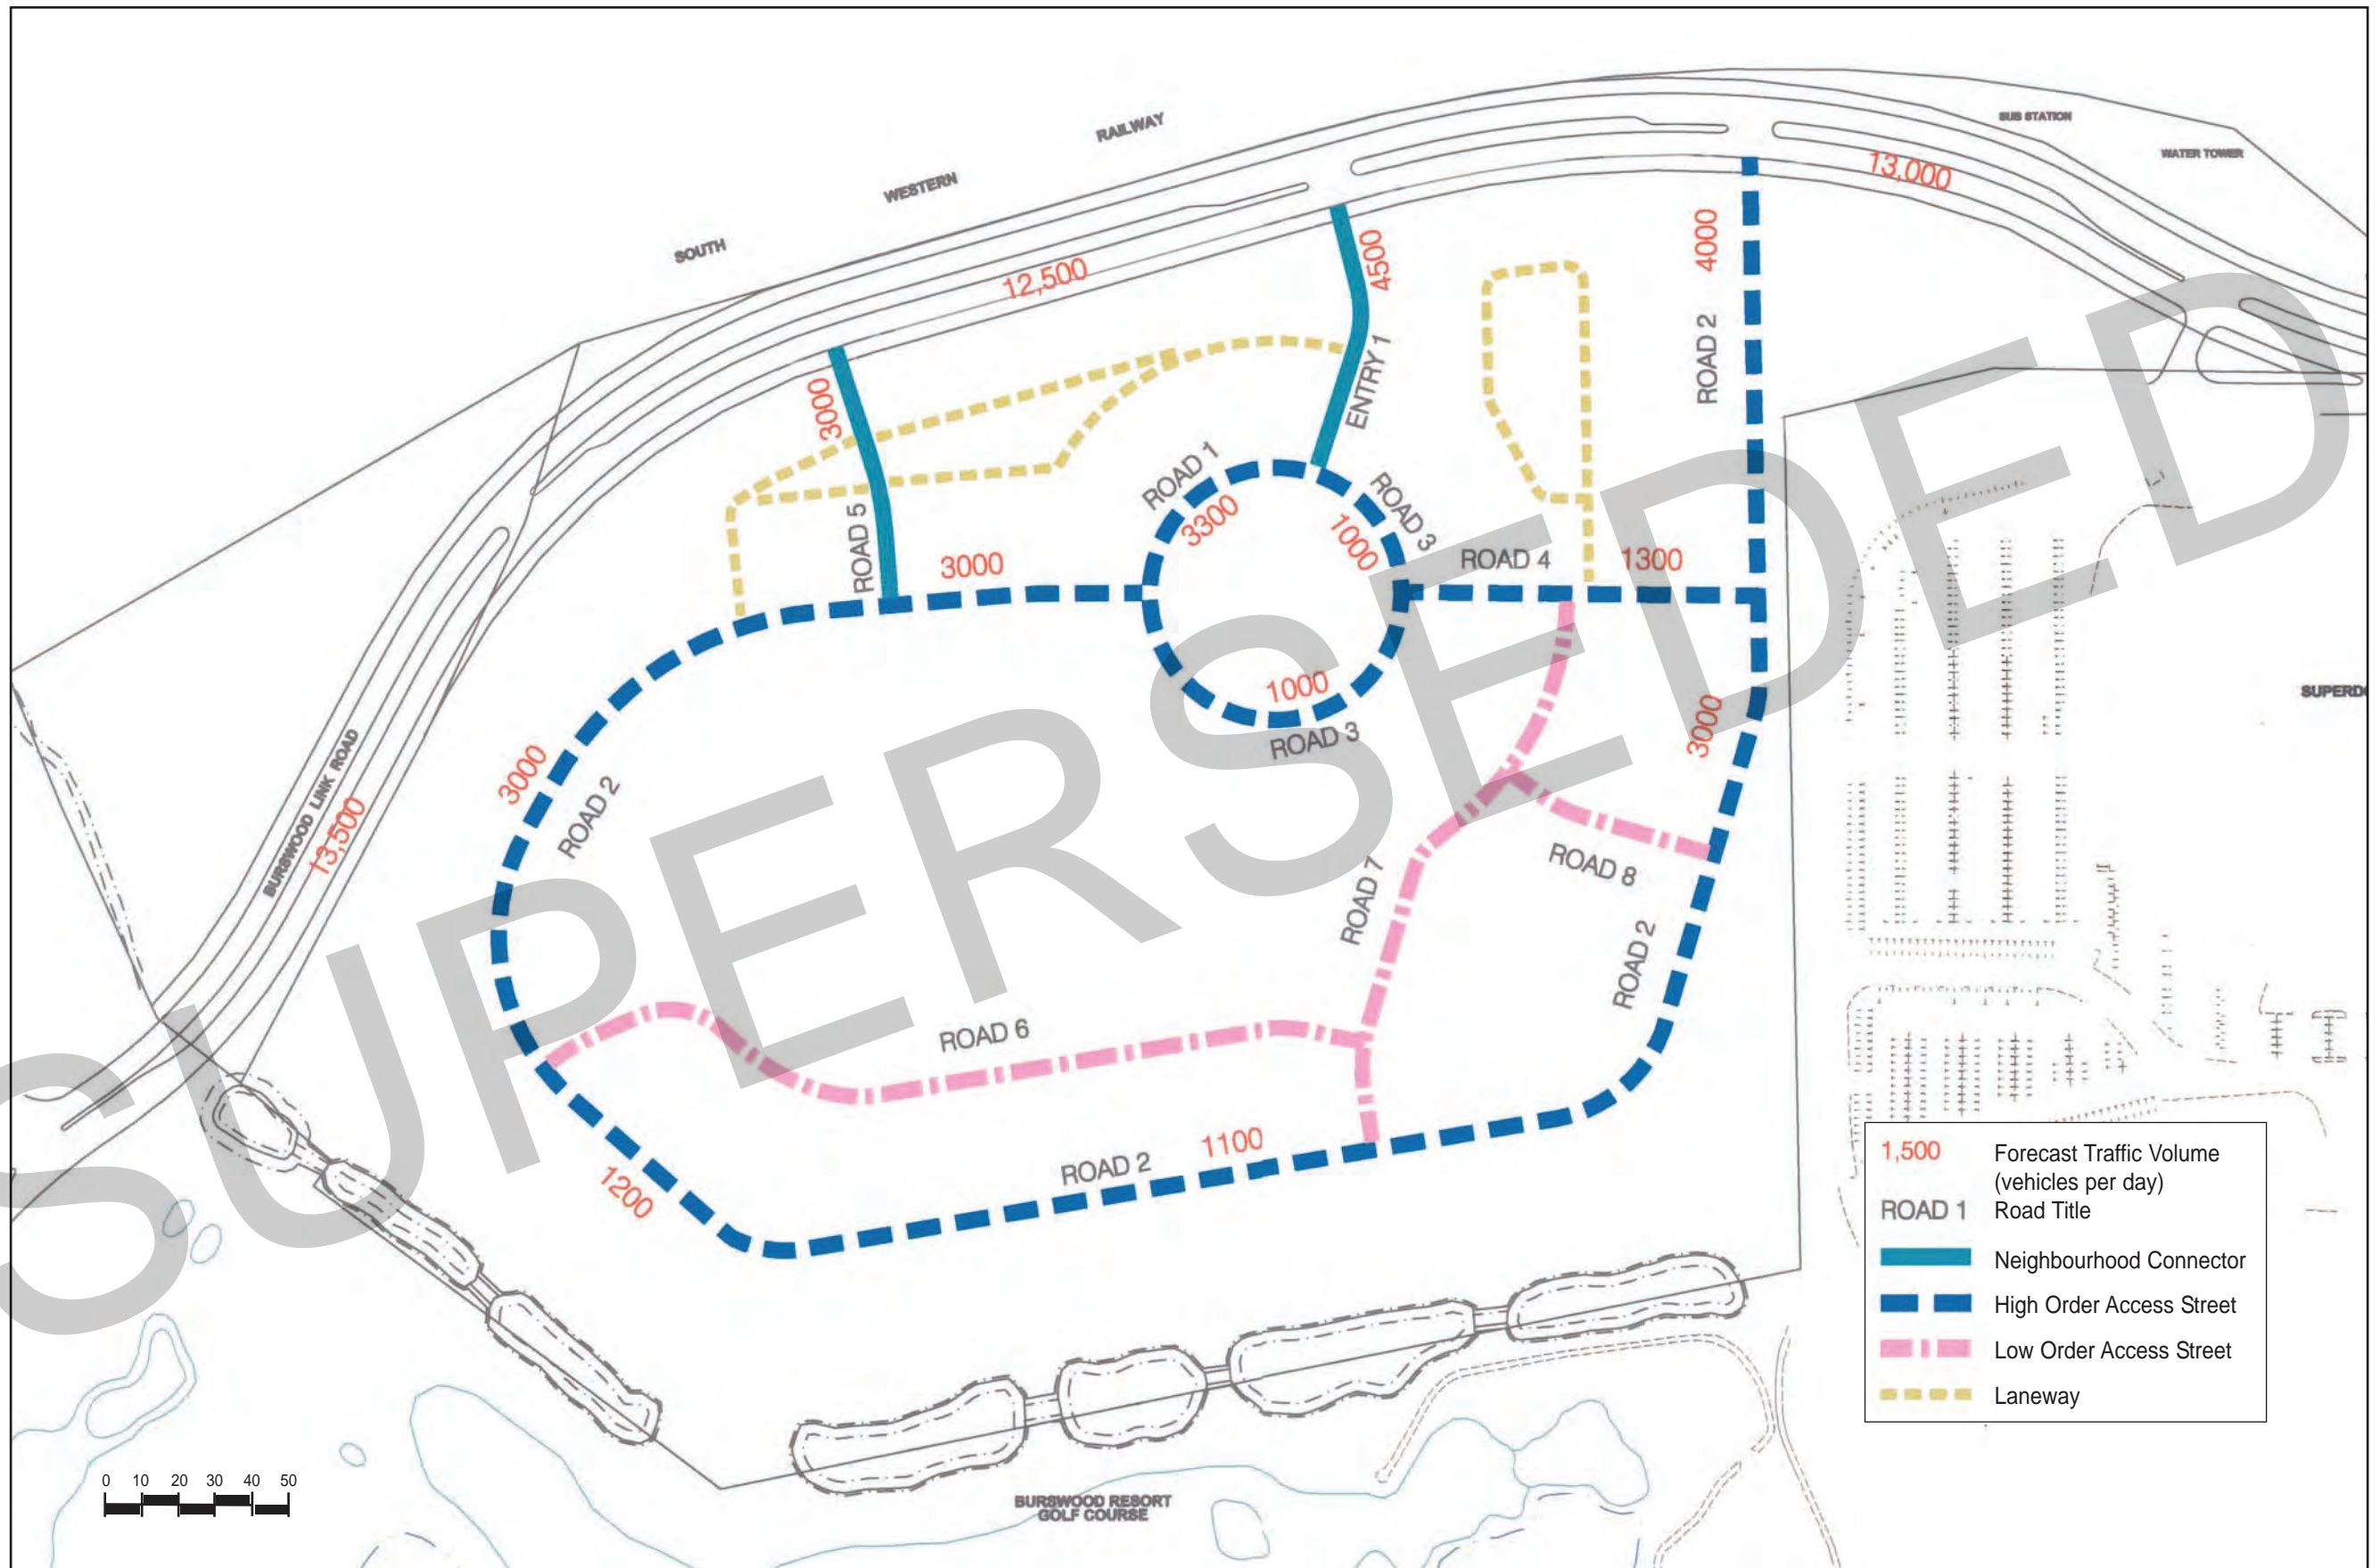 SUB STATION
WATER TOWER
RAILWAY
WESTERN
SOUTH
13,000
12,500
4500
4000
ROAD 2
ENTRY 1
3000
ROAD 5
3000
ROAD 1
3300
ROAD 3
1000
ROAD 4
1300
1000
ROAD 3
3000
3000
ROAD 2
BURSWOOD LINK ROAD
13,500
ROAD 7
ROAD 8
ROAD 2
ROAD 6
1100
ROAD 2
1200
SUPERD
SUPERSEDED
1,500 Forecast Traffic Volume
(vehicles per day)
ROAD 1 Road Title
Neighbourhood Connector
High Order Access Street
Low Order Access Street
Laneway
0 10 20 30 40 50
BURSWOOD RESORT
GOLF COURSE